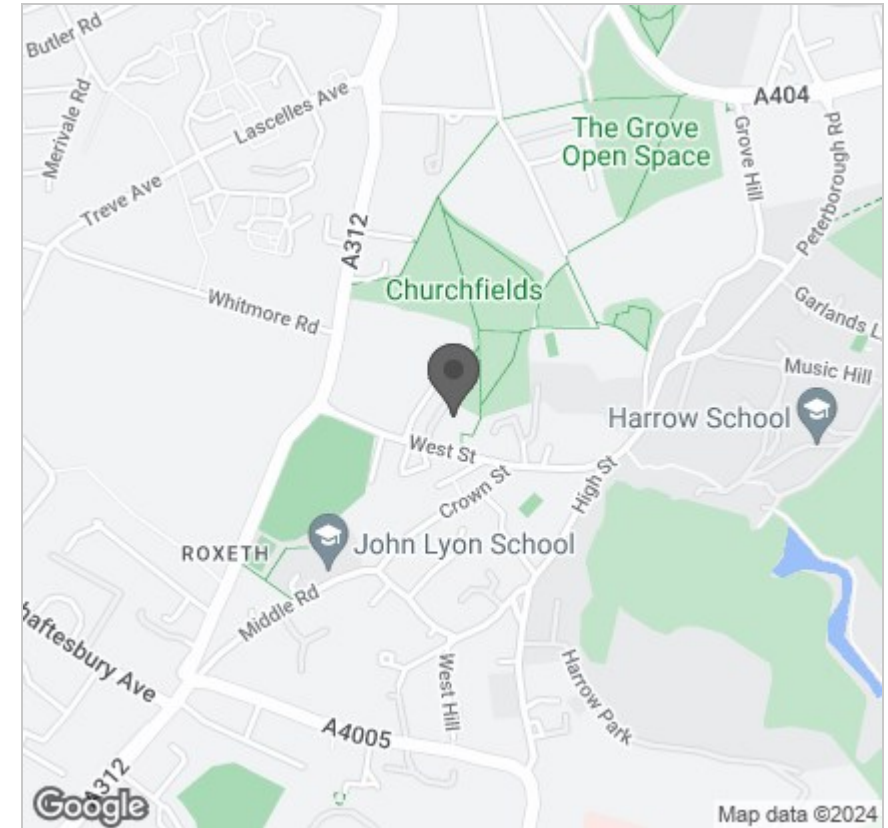 Butler Rd
Merivale Rd
Lascelles Ave
Treve Ave
A404
The Grove
Open Space
Grove Hill
Peterborough Rd
A312
Churchfields
Whitmore Rd
Garlands L
Music Hill
Harrow School
West St
Crown St
High St
ROXETH
John Lyon School
Middle Rd
haftesbury Ave
West Hill
Harrow Park
A4005
A312
Google
Map data ©2024